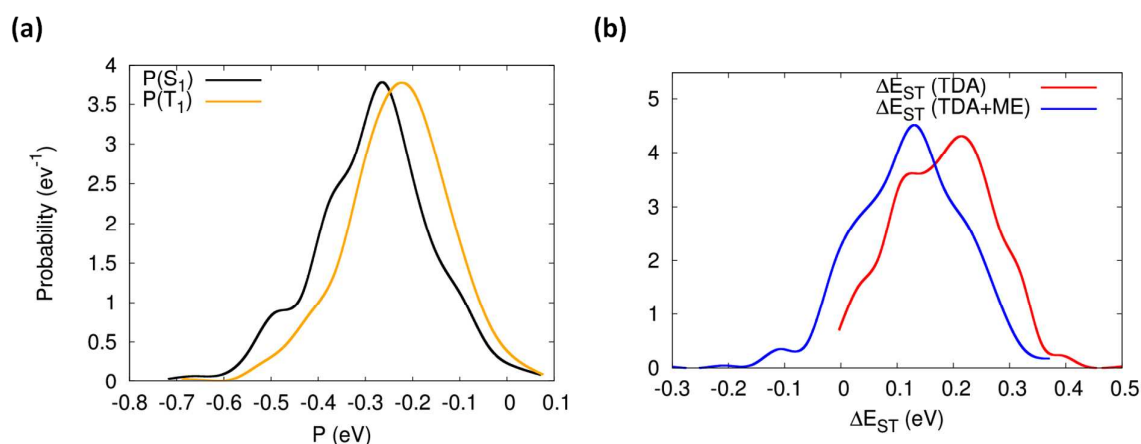 (a)
P(S₁)
P(T₁)
Probability (ev⁻¹)
4
3.5
3
2.5
2
1.5
1
0.5
0
-0.8 -0.7 -0.6 -0.5 -0.4 -0.3 -0.2 -0.1 0 0.1
P (eV)
(b)
ΔE_ST (TDA)
ΔE_ST (TDA+ME)
5
4
3
2
1
0
-0.3 -0.2 -0.1 0 0.1 0.2 0.3 0.4 0.5
ΔE_ST (eV)